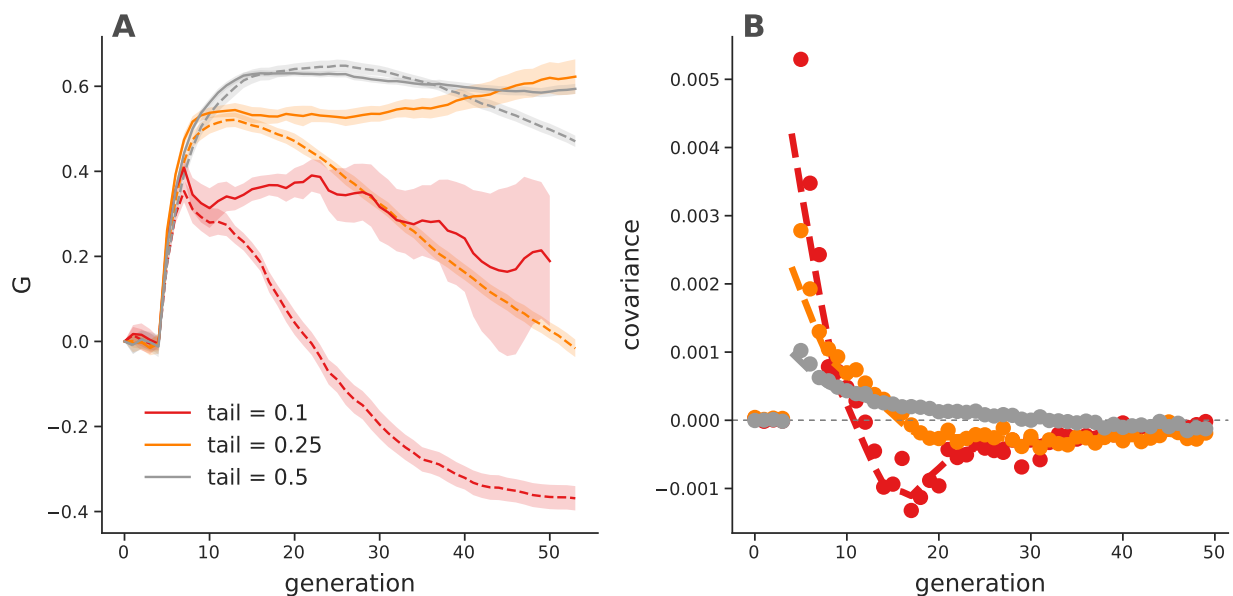 A
G
0.6
0.4
0.2
0.0
−0.2
−0.4
tail = 0.1
tail = 0.25
tail = 0.5
0 10 20 30 40 50
generation
B
covariance
0.005
0.004
0.003
0.002
0.001
0.000
−0.001
0 10 20 30 40 50
generation